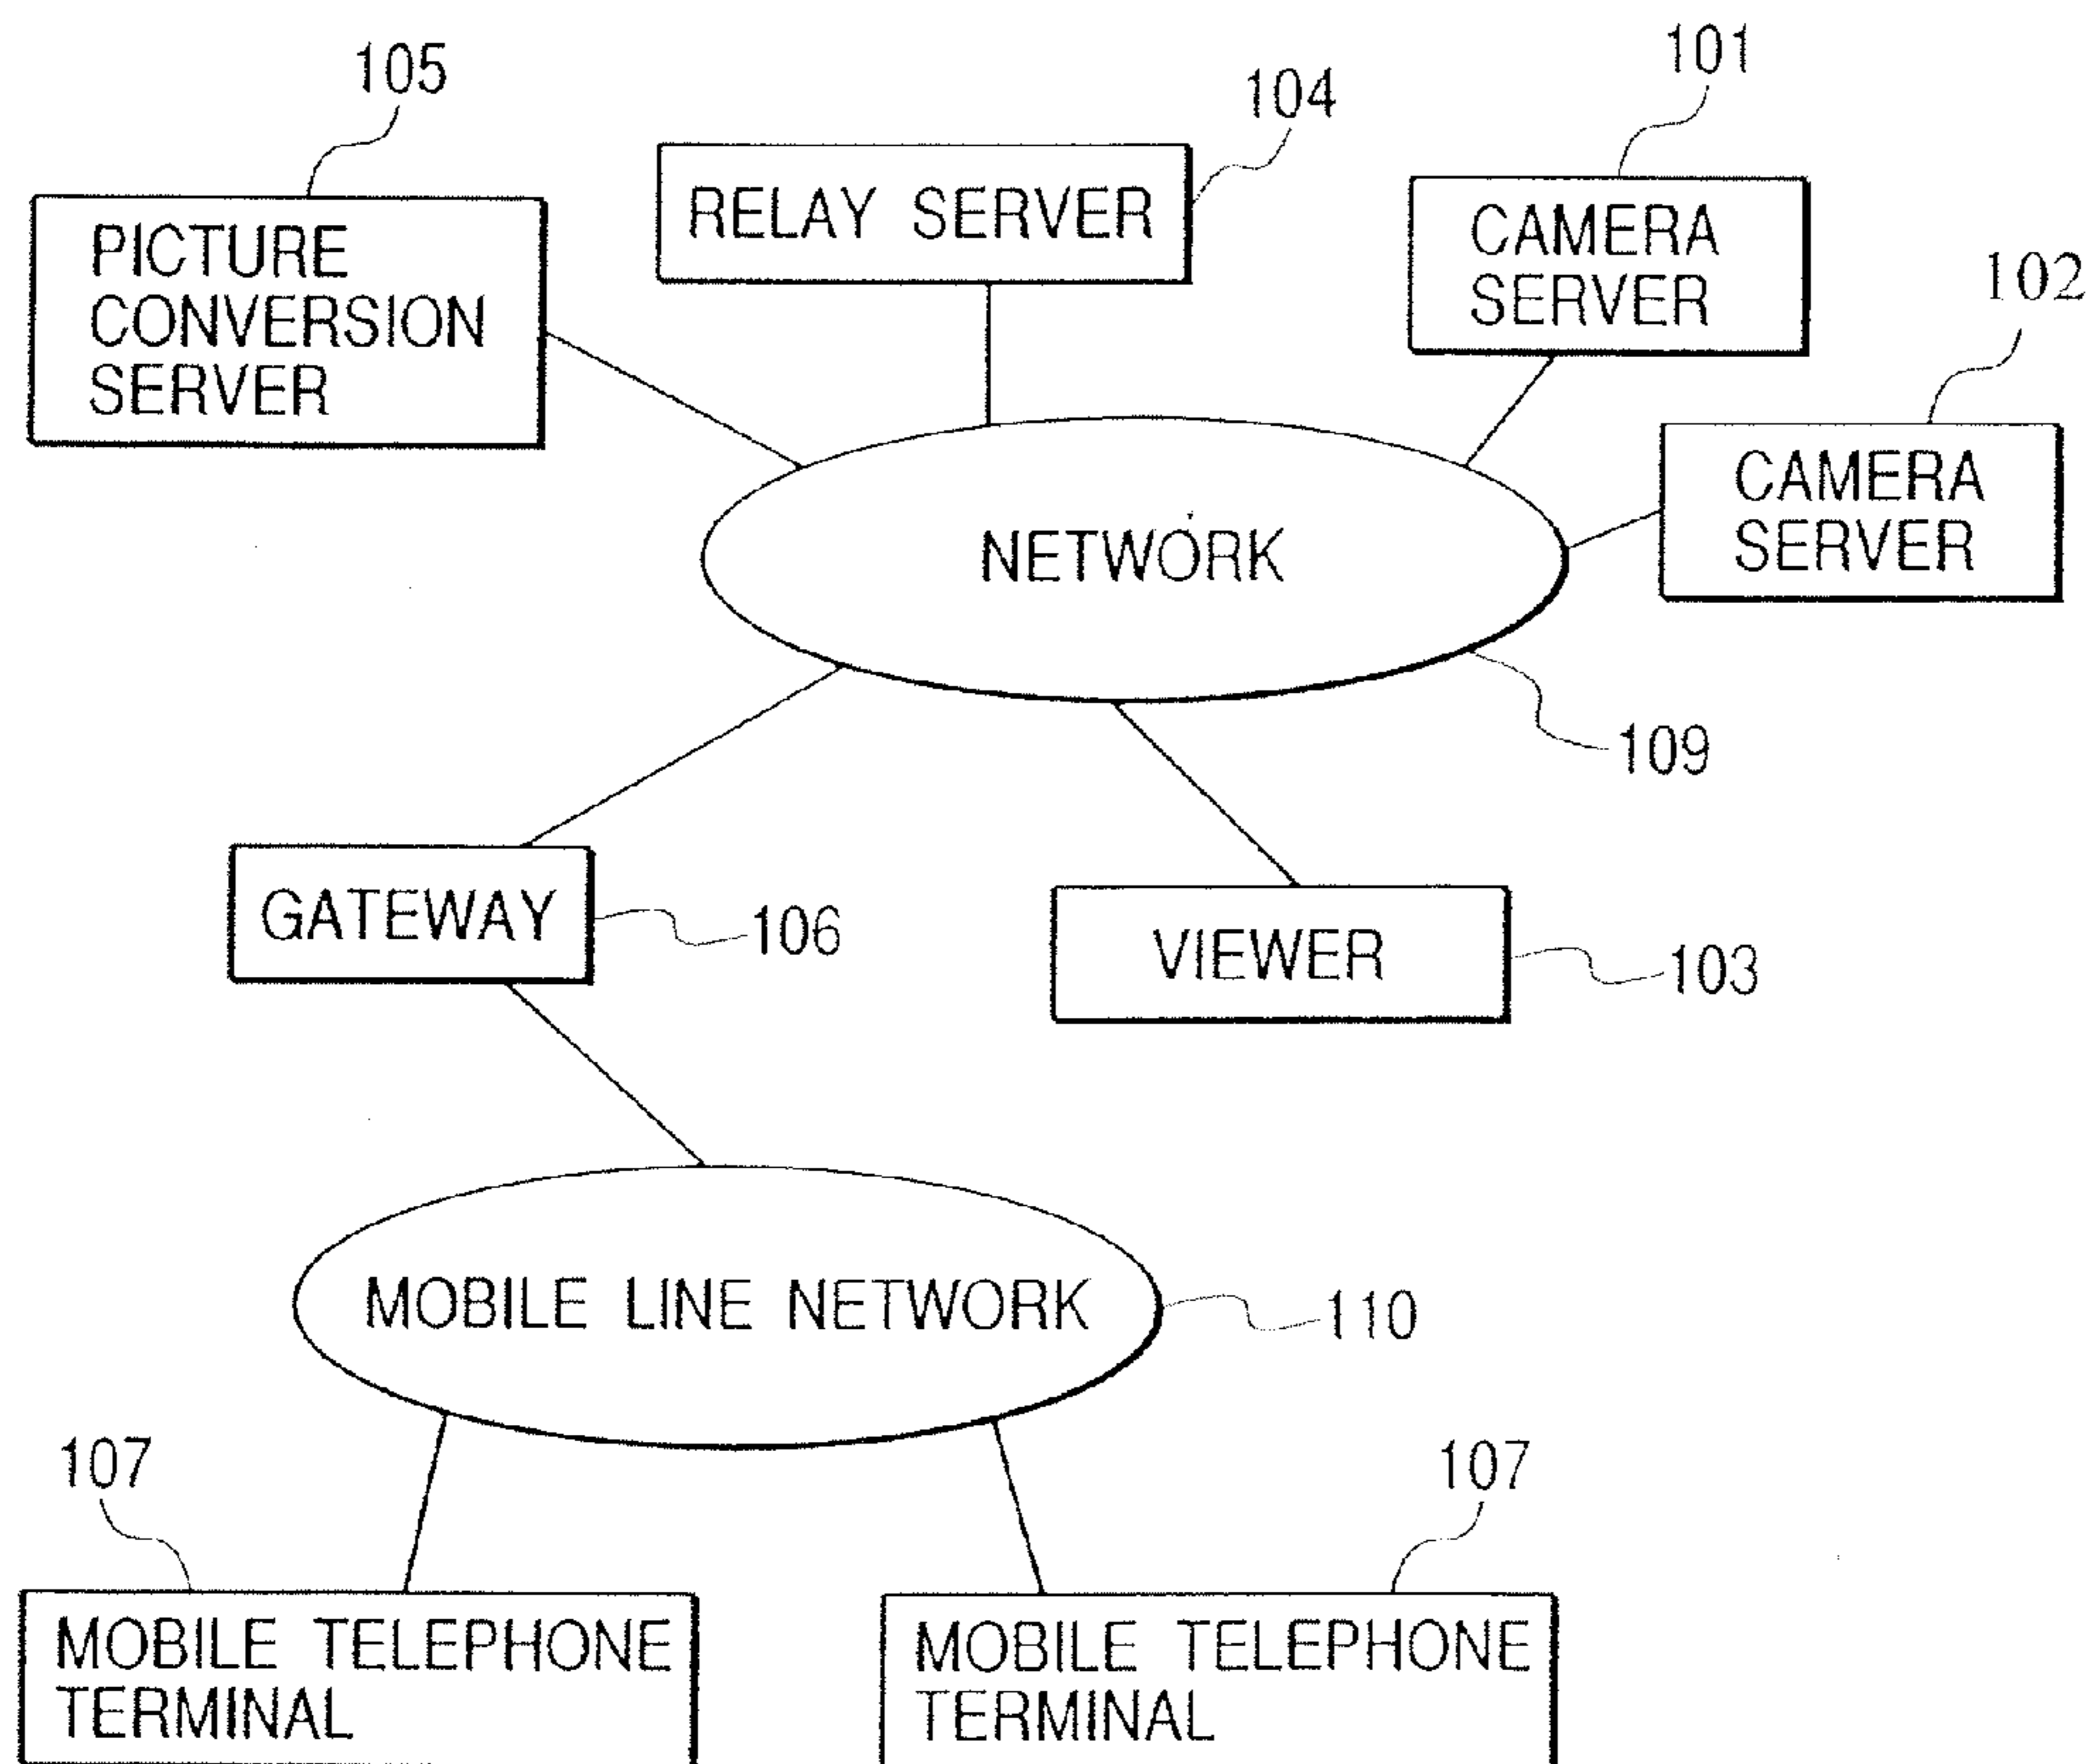 105
104
101
RELAY SERVER
CAMERA
SERVER
PICTURE
CONVERSION
SERVER
102
CAMERA
SERVER
NETWORK
109
GATEWAY
106
VIEWER
103
MOBILE LINE NETWORK
110
107
107
MOBILE TELEPHONE
TERMINAL
MOBILE TELEPHONE
TERMINAL